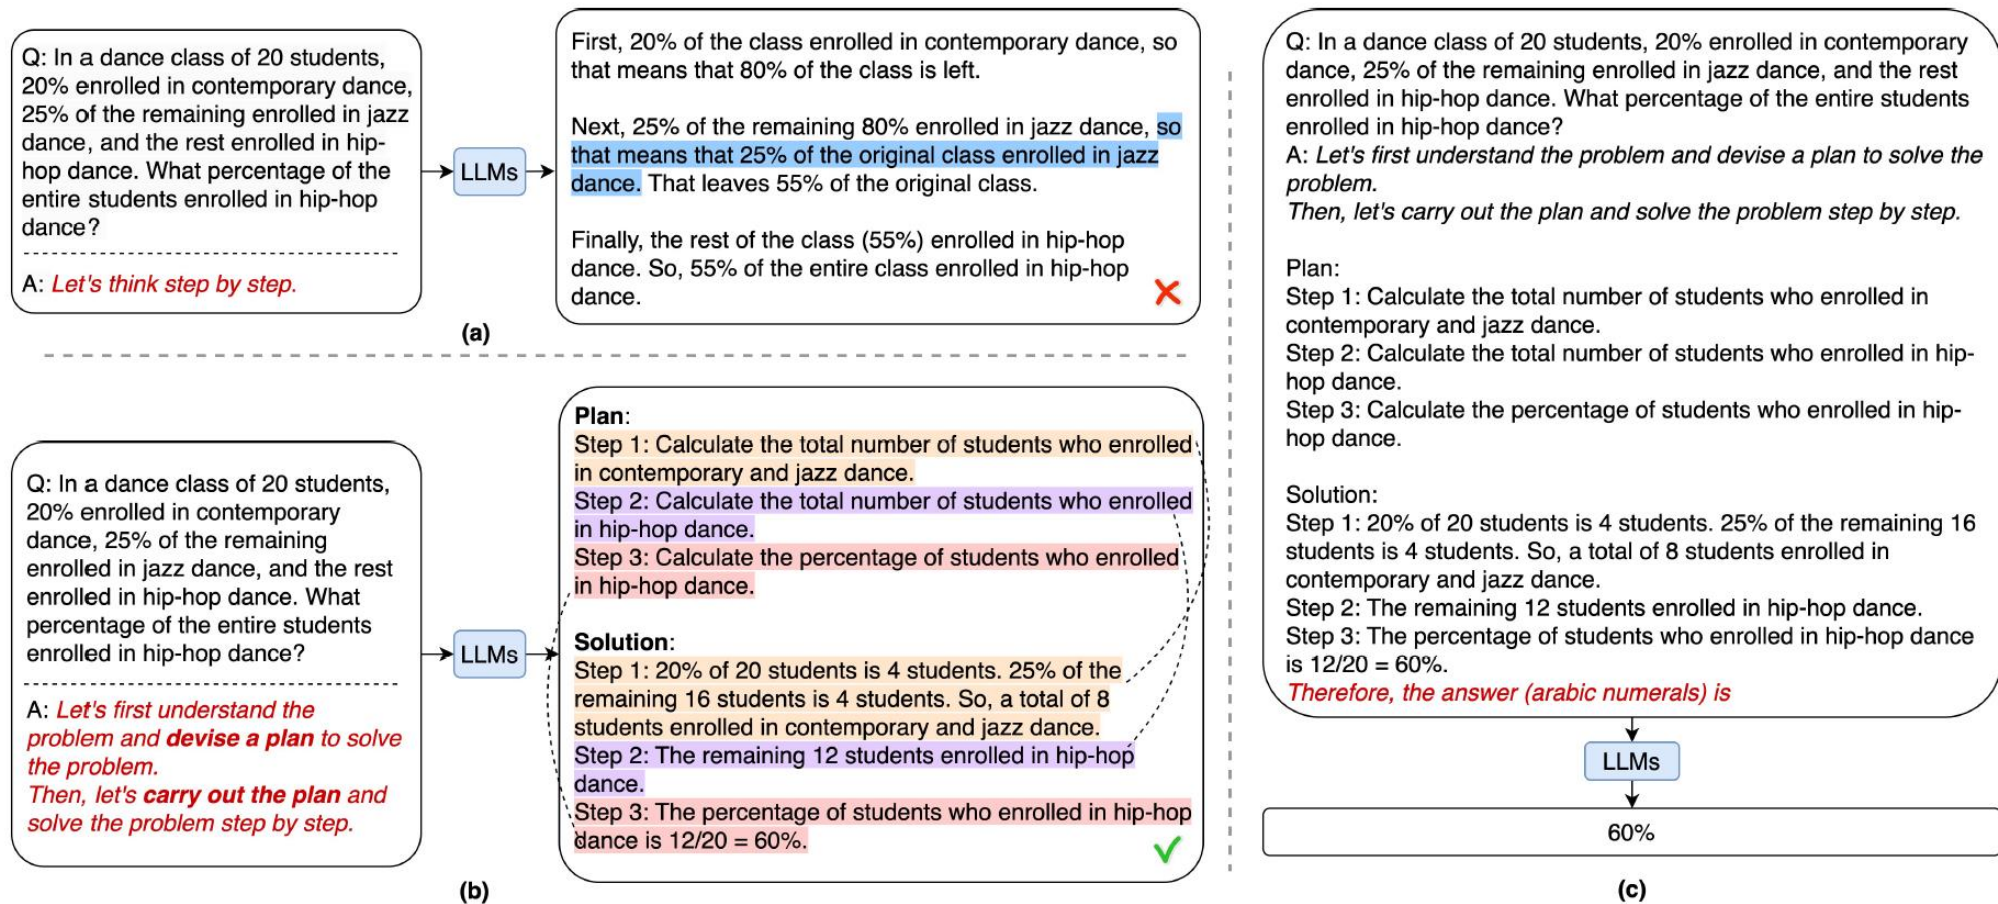 Q: In a dance class of 20 students,
20% enrolled in contemporary dance,
25% of the remaining enrolled in jazz
dance, and the rest enrolled in hip-
hop dance. What percentage of the
entire students enrolled in hip-hop
dance?
A: Let's think step by step.
LLMs
First, 20% of the class enrolled in contemporary dance, so
that means that 80% of the class is left.
Next, 25% of the remaining 80% enrolled in jazz dance, so
that means that 25% of the original class enrolled in jazz
dance. That leaves 55% of the original class.
Finally, the rest of the class (55%) enrolled in hip-hop
dance. So, 55% of the entire class enrolled in hip-hop
dance.
(a)
Q: In a dance class of 20 students,
20% enrolled in contemporary
dance, 25% of the remaining
enrolled in jazz dance, and the rest
enrolled in hip-hop dance. What
percentage of the entire students
enrolled in hip-hop dance?
A: Let's first understand the
problem and devise a plan to solve
the problem.
Then, let's carry out the plan and
solve the problem step by step.
LLMs
Plan:
Step 1: Calculate the total number of students who enrolled
in contemporary and jazz dance.
Step 2: Calculate the total number of students who enrolled
in hip-hop dance.
Step 3: Calculate the percentage of students who enrolled
in hip-hop dance.
Solution:
Step 1: 20% of 20 students is 4 students. 25% of the
remaining 16 students is 4 students. So, a total of 8
students enrolled in contemporary and jazz dance.
Step 2: The remaining 12 students enrolled in hip-hop
dance.
Step 3: The percentage of students who enrolled in hip-hop
dance is 12/20 = 60%.
(b)
Q: In a dance class of 20 students, 20% enrolled in contemporary
dance, 25% of the remaining enrolled in jazz dance, and the rest
enrolled in hip-hop dance. What percentage of the entire students
enrolled in hip-hop dance?
A: Let's first understand the problem and devise a plan to solve the
problem.
Then, let's carry out the plan and solve the problem step by step.
Plan:
Step 1: Calculate the total number of students who enrolled in
contemporary and jazz dance.
Step 2: Calculate the total number of students who enrolled in hip-
hop dance.
Step 3: Calculate the percentage of students who enrolled in hip-
hop dance.
Solution:
Step 1: 20% of 20 students is 4 students. 25% of the remaining 16
students is 4 students. So, a total of 8 students enrolled in
contemporary and jazz dance.
Step 2: The remaining 12 students enrolled in hip-hop dance.
Step 3: The percentage of students who enrolled in hip-hop dance
is 12/20 = 60%.
Therefore, the answer (arabic numerals) is
LLMs
60%
(c)